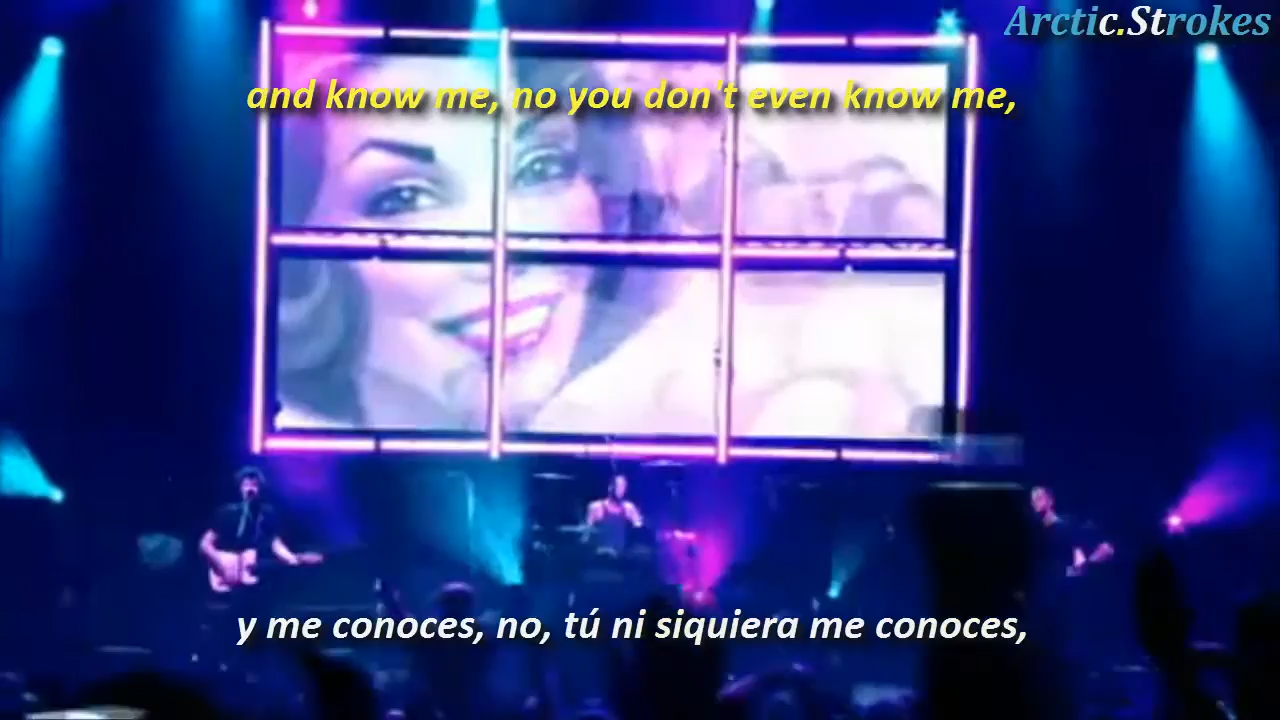 Arctic.Strokes
and know me, no you don't even know me,
y me conoces, no, tú ni siquiera me conoces,